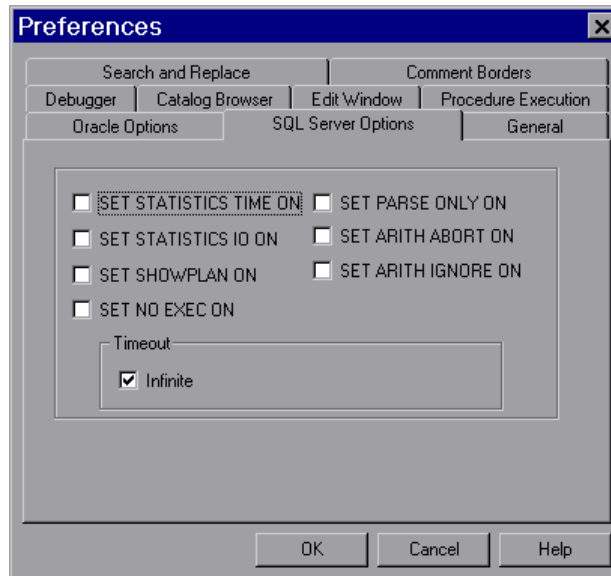 Preferences
Search and Replace Comment Borders
Debugger Catalog Browser Edit Window Procedure Execution
Oracle Options SQL Server Options General
SET STATISTICS TIME ON SET PARSE ONLY ON
SET STATISTICS IO ON SET ARITH ABORT ON
SET SHOWPLAN ON SET ARITH IGNORE ON
SET NO EXEC ON
Timeout
Infinite
OK Cancel Help